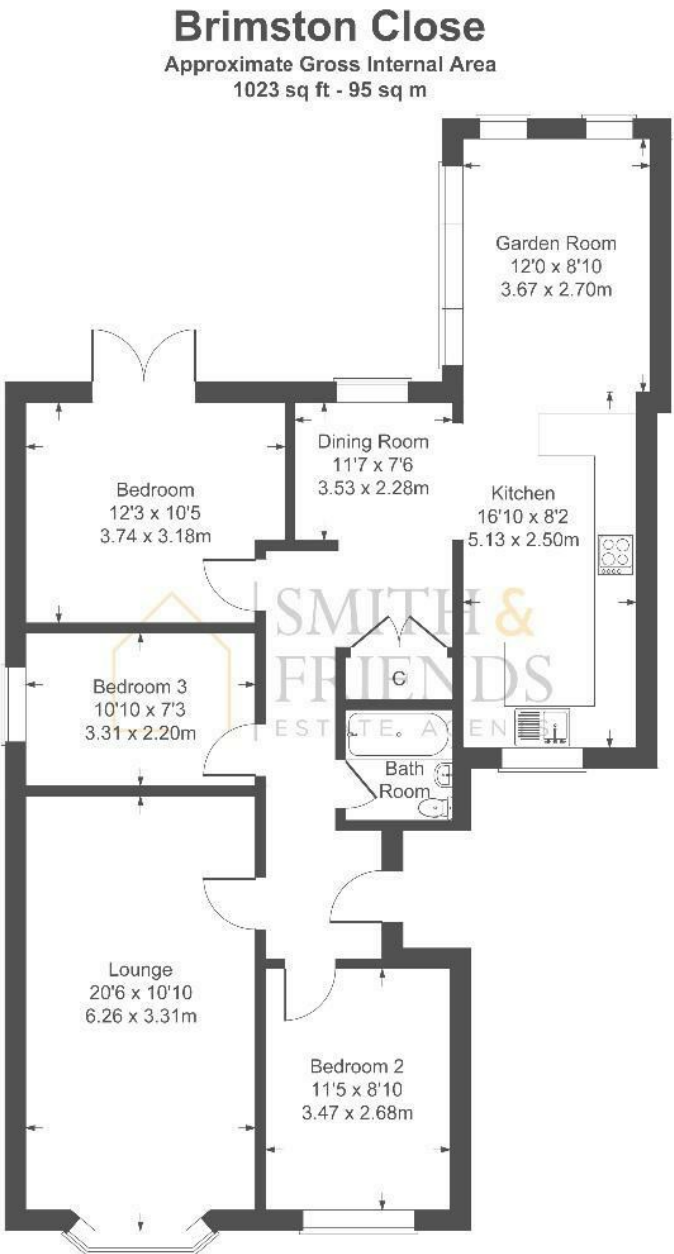 Brimston Close
Approximate Gross Internal Area
1023 sq ft - 95 sq m
Garden Room
12'0 x 8'10
3.67 x 2.70m
Dining Room
11'7 x 7'6
3.53 x 2.28m
Bedroom
12'3 x 10'5
3.74 x 3.18m
Kitchen
16'10 x 8'2
5.13 x 2.50m
SMITH &
FRIENDS
ESTATE AGENTS
C
Bedroom 3
10'10 x 7'3
3.31 x 2.20m
Bath
Room
Lounge
20'6 x 10'10
6.26 x 3.31m
Bedroom 2
11'5 x 8'10
3.47 x 2.68m